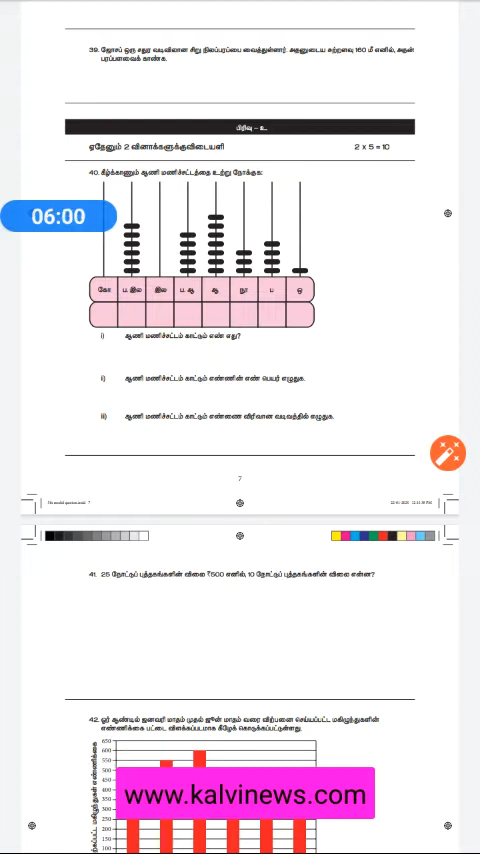 39. ஜோசப் ஒரு சதுர வடிவிலான சிறு நிலப்பரப்பை வைத்துள்ளார். அதனுடைய சுற்றளவு 160 மீ எனில், அதன்
பரப்பளவைக் காண்க.
பிரிவு – உ
ஏதேனும் 2 வினாக்களுக்குவிடையளி 2 x 5 = 10
40. கீழ்க்காணும் ஆணி மணிச்சட்டத்தை உற்று நோக்குக:
06:00
கோ ப. இல இல ப. ஆ ஆ நூ ப ஒ
i) ஆணி மணிச்சட்டம் காட்டும் எண் எது?
ii) ஆணி மணிச்சட்டம் காட்டும் எண்ணின் எண் பெயர் எழுதுக.
iii) ஆணி மணிச்சட்டம் காட்டும் எண்ணை விரிவான வடிவத்தில் எழுதுக.
7
41. 25 நோட்டுப் புத்தகங்களின் விலை ₹500 எனில், 10 நோட்டுப் புத்தகங்களின் விலை என்ன?
42. ஓர் ஆண்டில் ஜனவரி மாதம் முதல் ஜூன் மாதம் வரை விற்பனை செய்யப்பட்ட மகிழுந்துகளின்
எண்ணிக்கை பட்டை விளக்கப்படமாக கீழேக் கொடுக்கப்பட்டுள்ளது.
650
600
550
500
450
400
350
300
250
200
150
100
www.kalvinews.com